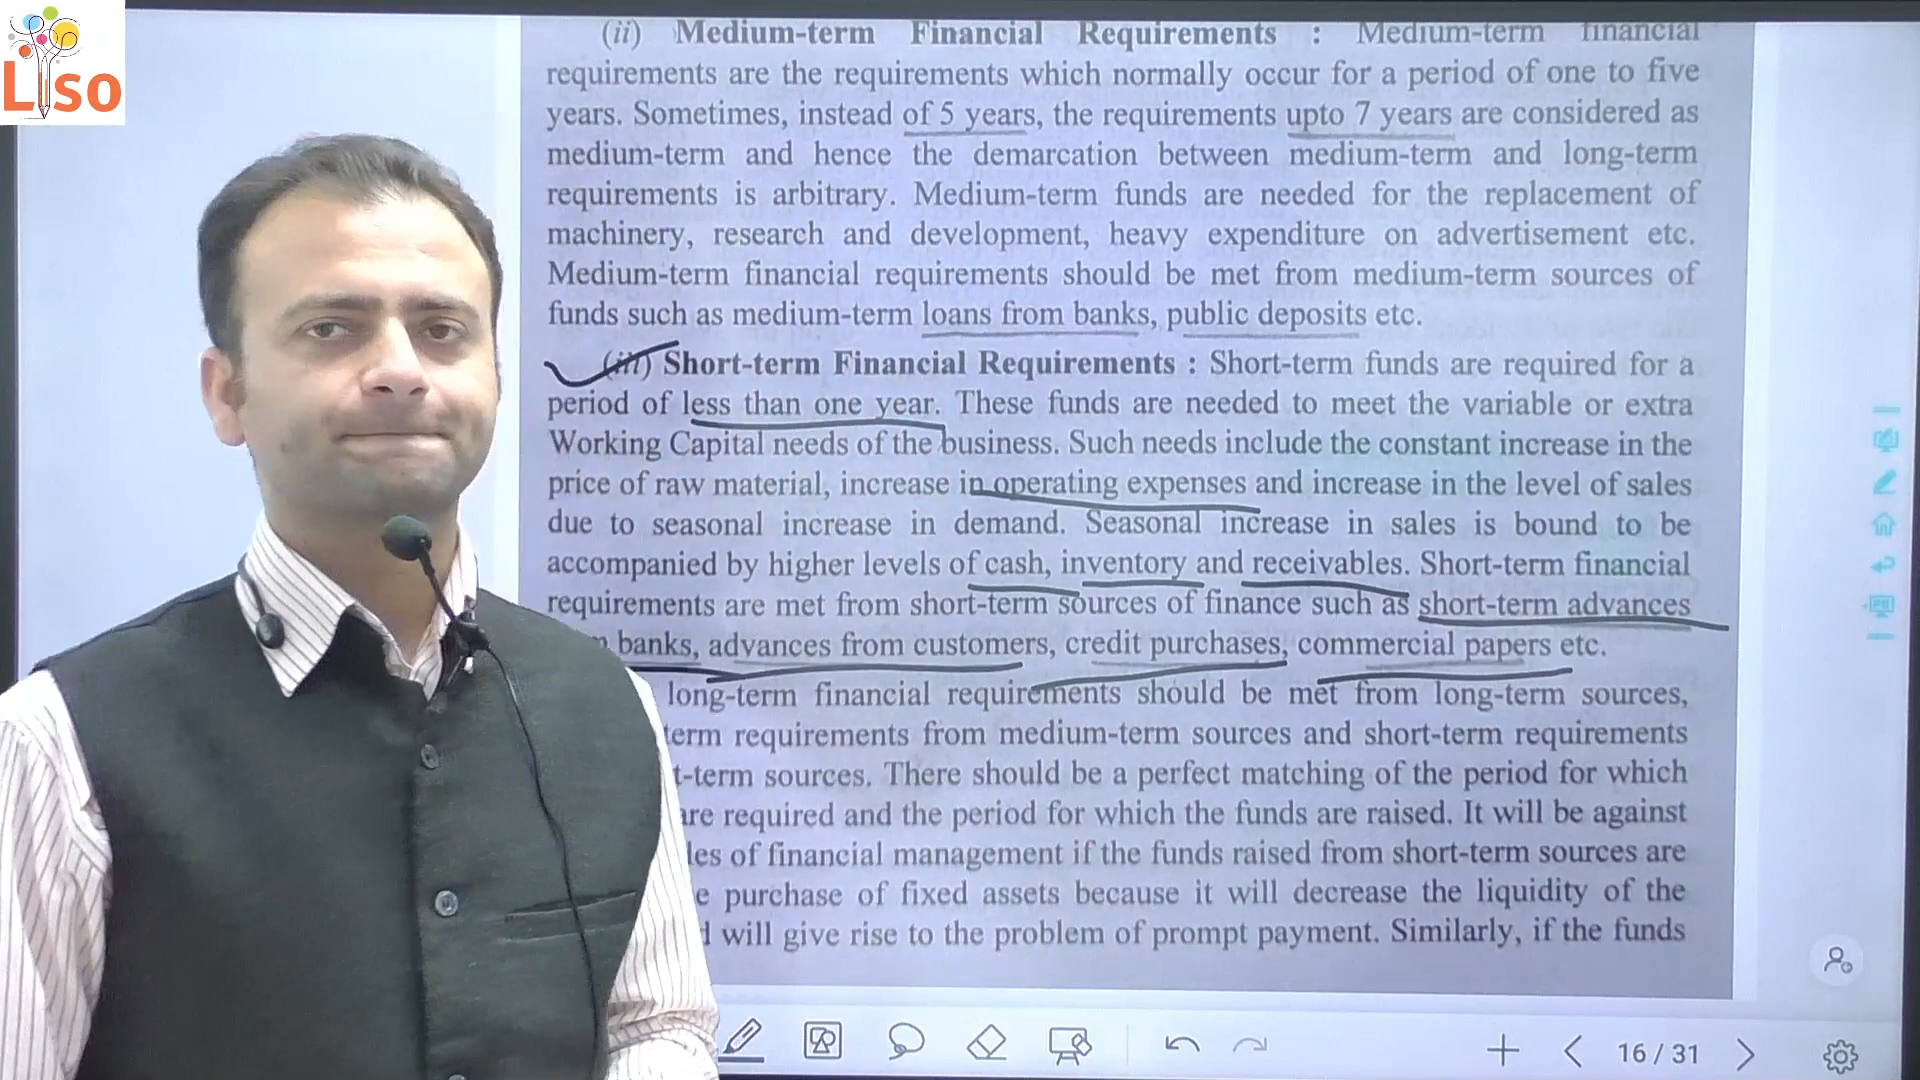 Liso
(ii) Medium-term Financial Requirements : Medium-term financial
requirements are the requirements which normally occur for a period of one to five
years. Sometimes, instead of 5 years, the requirements upto 7 years are considered as
medium-term and hence the demarcation between medium-term and long-term
requirements is arbitrary. Medium-term funds are needed for the replacement of
machinery, research and development, heavy expenditure on advertisement etc.
Medium-term financial requirements should be met from medium-term sources of
funds such as medium-term loans from banks, public deposits etc.
(iii) Short-term Financial Requirements : Short-term funds are required for a
period of less than one year. These funds are needed to meet the variable or extra
Working Capital needs of the business. Such needs include the constant increase in the
price of raw material, increase in operating expenses and increase in the level of sales
due to seasonal increase in demand. Seasonal increase in sales is bound to be
accompanied by higher levels of cash, inventory and receivables. Short-term financial
requirements are met from short-term sources of finance such as short-term advances
banks, advances from customers, credit purchases, commercial papers etc.
long-term financial requirements should be met from long-term sources,
term requirements from medium-term sources and short-term requirements
t-term sources. There should be a perfect matching of the period for which
are required and the period for which the funds are raised. It will be against
les of financial management if the funds raised from short-term sources are
purchase of fixed assets because it will decrease the liquidity of the
will give rise to the problem of prompt payment. Similarly, if the funds
16 / 31